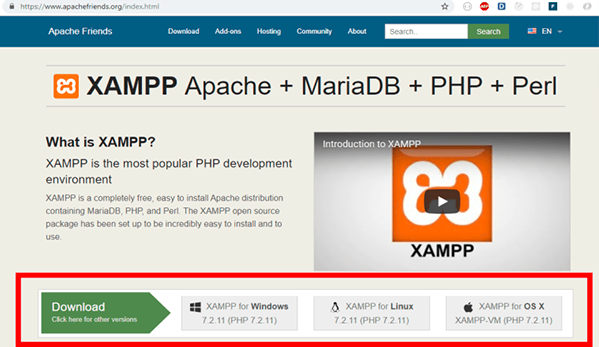 https://www.apachefriends.org/index.html
Apache Friends Download Add-ons Hosting Community About Search.. Search EN
XAMPP Apache + MariaDB + PHP + Perl
What is XAMPP?
XAMPP is the most popular PHP development
environment
XAMPP is a completely free, easy to install Apache distribution
containing MariaDB, PHP, and Perl. The XAMPP open source
package has been set up to be incredibly easy to install and to
use.
Introduction to XAMPP
XAMPP
Download
Click here for other versions
XAMPP for Windows
7.2.11 (PHP 7.2.11)
XAMPP for Linux
7.2.11 (PHP 7.2.11)
XAMPP for OS X
XAMPP-VM (PHP 7.2.11)